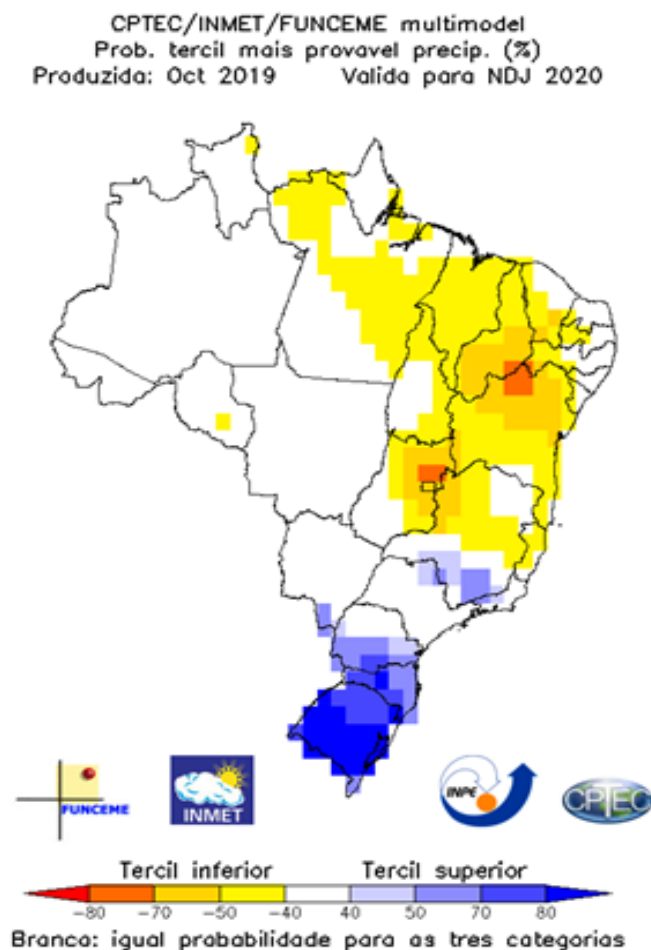 CPTEC/INMET/FUNCEME multimodel
Prob. tercil mais provavel precip. (%)
Produzida: Oct 2019 Valida para NDJ 2020
FUNCEME
INMET
INPE
CPTEC
Tercil inferior Tercil superior
-80 -70 -50 -40 40 50 70 80
Branca: igual probabilidade para as tres categorias